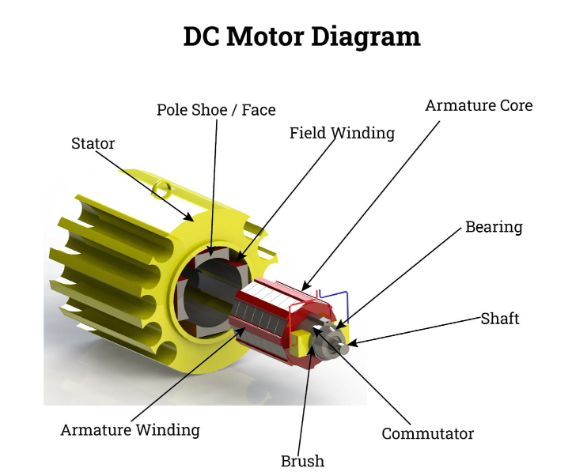 DC Motor Diagram
Pole Shoe / Face
Armature Core
Field Winding
Stator
Bearing
Shaft
Armature Winding
Commutator
Brush